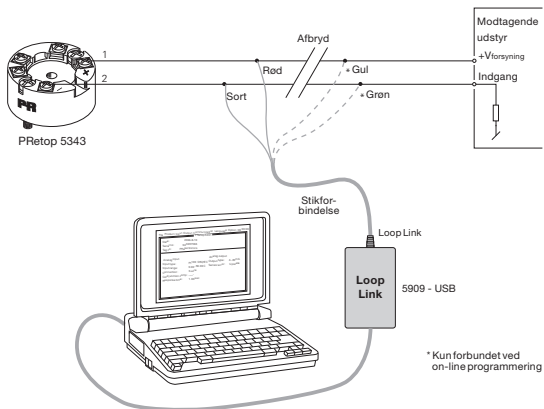 Modtagende
udstyr
+Vforsyning
Indgang
Afbryd
1
Rød
* Gul
2
Sort
* Grøn
PR
PRetop 5343
Stikfor-
bindelse
Loop Link
Loop
Link
5909 - USB
* Kun forbundet ved
on-line programmering